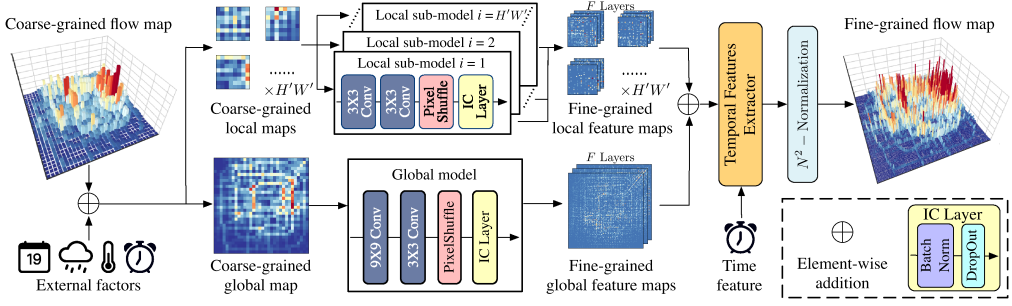 Coarse-grained flow map
19
External factors
......
× H'W'
Coarse-grained
local maps
Coarse-grained
global map
Local sub-model i = H'W'
Local sub-model i = 2
Local sub-model i = 1
3X3 Conv
3X3 Conv
Pixel Shuffle
IC Layer
Global model
9X9 Conv
3X3 Conv
PixelShuffle
IC Layer
F Layers
......
× H'W'
Fine-grained
local feature maps
F Layers
Fine-grained
global feature maps
Temporal Features
Extractor
Time
feature
N² − Normalization
Fine-grained flow map
Element-wise
addition
IC Layer
Batch
Norm
DropOut